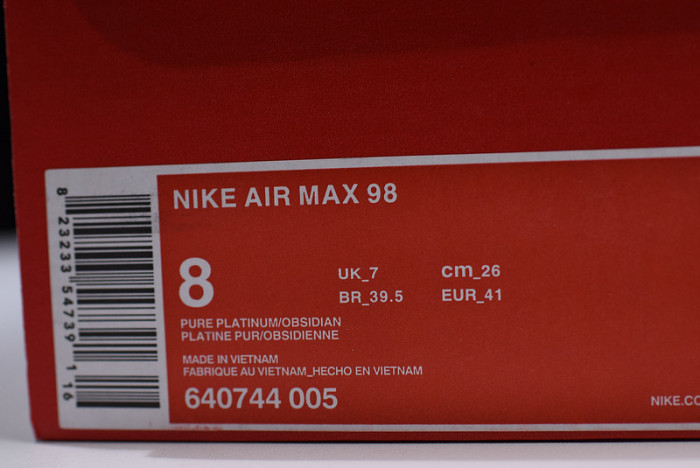 NIKE AIR MAX 98
8
UK_7 cm_26
BR_39.5 EUR_41
PURE PLATINUM/OBSIDIAN
PLATINE PUR/OBSIDIENNE
MADE IN VIETNAM
FABRIQUE AU VIETNAM_HECHO EN VIETNAM
640744 005
NIKE.CO
8 23233 54739 1 16